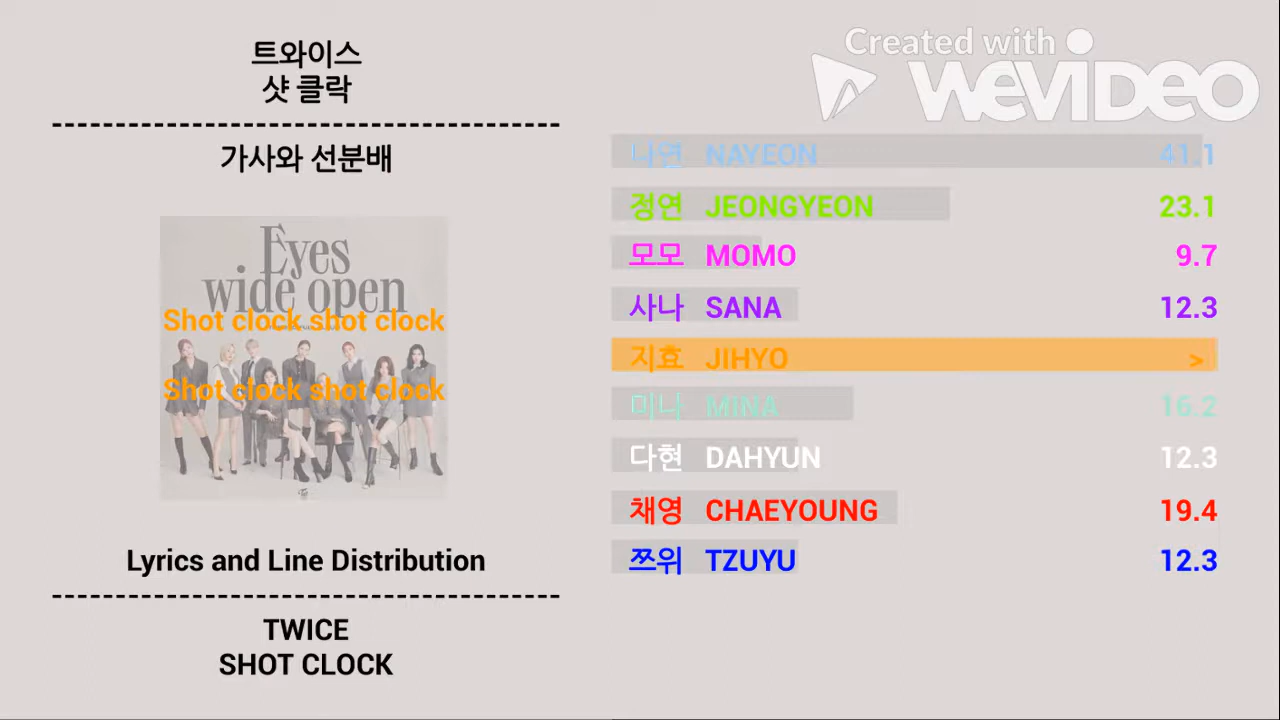 트와이스
샷 클락
가사와 선분배
Eyes
wide open
Shot clock shot clock
Shot clock shot clock
Lyrics and Line Distribution
TWICE
SHOT CLOCK
Created with
WEVIDEO
나연 NAYEON 41.1
정연 JEONGYEON 23.1
모모 MOMO 9.7
사나 SANA 12.3
지효 JIHYO >
미나 MINA 16.2
다현 DAHYUN 12.3
채영 CHAEYOUNG 19.4
쯔위 TZUYU 12.3